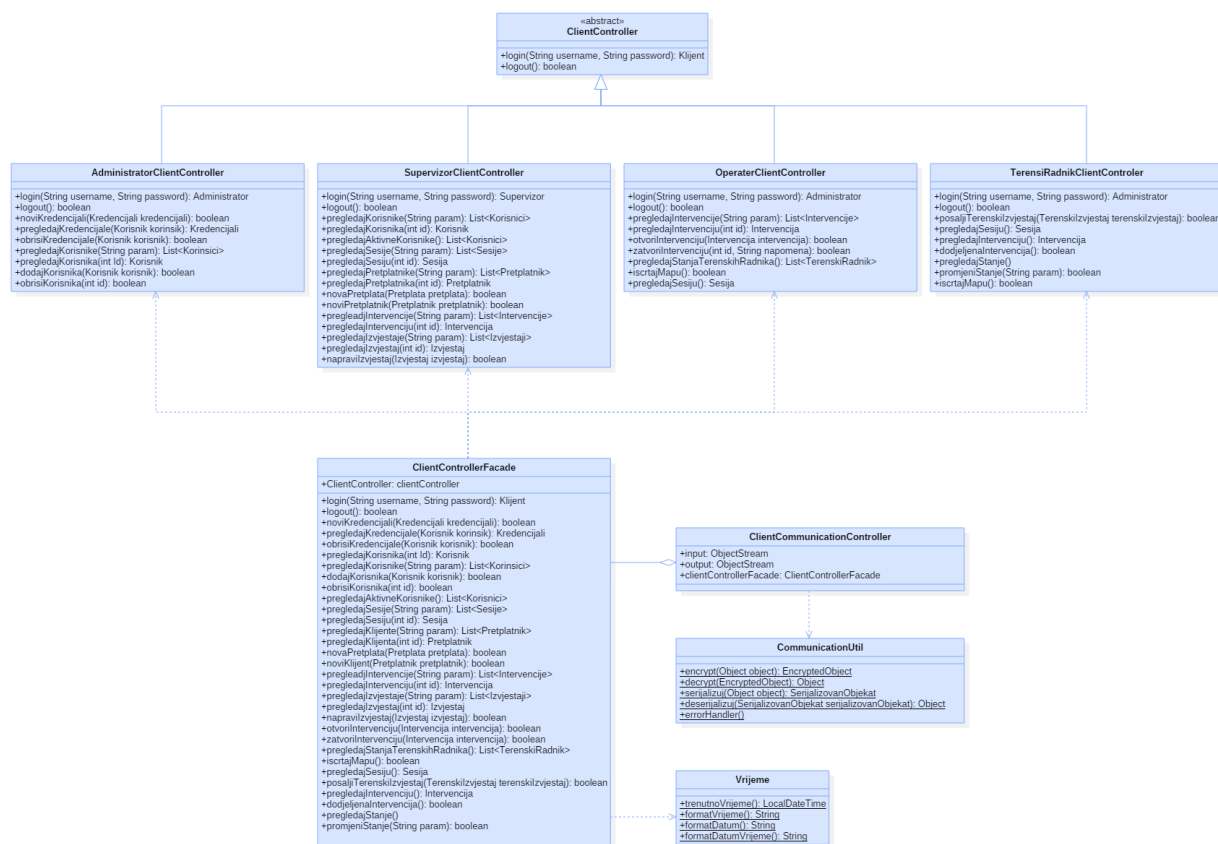 «abstract»
ClientController
+login(String username, String password): Klijent
+logout(): boolean
AdministratorClientController
+login(String username, String password): Administrator
+logout(): boolean
+noviKredencijali(Kredencijali kredencijali): boolean
+pregledajKredencijale(Korisnik korinsik): Kredencijali
+obrisiKredencijale(Korisnik korisnik): boolean
+pregledajKorisnike(String param): List<Korinsici>
+pregledajKorisnika(int Id): Korisnik
+dodajKorisnika(Korisnik korisnik): boolean
+obrisiKorisnika(int id): boolean
SupervizorClientController
+login(String username, String password): Supervizor
+logout(): boolean
+pregledajKorisnike(String param): List<Korisnici>
+pregledajKorisnika(int id): Korisnik
+pregledajAktivneKorisnike(): List<Korisnici>
+pregledajSesije(String param): List<Sesije>
+pregledajSesiju(int id): Sesija
+pregledajPretplatnike(String param): List<Pretplatnik>
+pregledajPretplatnika(int id): Pretplatnik
+novaPretplata(Pretplata pretplata): boolean
+noviPretplatnik(Pretplatnik pretplatnik): boolean
+pregleadjIntervencije(String param): List<Intervencije>
+pregledajIntervenciju(int id): Intervencija
+pregledajIzvjestaje(String param): List<Izvjestaji>
+pregledajIzvjestaj(int id): Izvjestaj
+napraviIzvjestaj(Izvjestaj izvjestaj): boolean
OperaterClientController
+login(String username, String password): Administrator
+logout(): boolean
+pregledajIntervencije(String param): List<Intervencije>
+pregledajIntervenciju(int id): Intervencija
+otvoriIntervenciju(Intervencija intervencija): boolean
+zatvoriIntervenciju(int id, String napomena): boolean
+pregledajStanjaTerenskihRadnika(): List<TerenskiRadnik>
+iscrtajMapu(): boolean
+pregledajSesiju(): Sesija
TerensiRadnikClientControler
+login(String username, String password): Administrator
+logout(): boolean
+posaljiTerenskiIzvjestaj(TerenskiIzvjestaj terenskiIzvjestaj): boolean
+pregledajSesiju(): Sesija
+pregledajIntervenciju(): Intervencija
+dodjeljenaIntervencija(): boolean
+pregledajStanje()
+promjeniStanje(String param): boolean
+iscrtajMapu(): boolean
ClientControllerFacade
+ClientController: clientController
+login(String username, String password): Klijent
+logout(): boolean
+noviKredencijali(Kredencijali kredencijali): boolean
+pregledajKredencijale(Korisnik korinsik): Kredencijali
+obrisiKredencijale(Korisnik korisnik): boolean
+pregledajKorisnika(int Id): Korisnik
+pregledajKorisnike(String param): List<Korinsici>
+dodajKorisnika(Korisnik korisnik): boolean
+obrisiKorisnika(int id): boolean
+pregledajAktivneKorisnike(): List<Korisnici>
+pregledajSesije(String param): List<Sesije>
+pregledajSesiju(int id): Sesija
+pregledajKlijente(String param): List<Pretplatnik>
+pregledajKlijenta(int id): Pretplatnik
+novaPretplata(Pretplata pretplata): boolean
+noviKlijent(Pretplatnik pretplatnik): boolean
+pregleadjIntervencije(String param): List<Intervencije>
+pregledajIntervenciju(int id): Intervencija
+pregledajIzvjestaje(String param): List<Izvjestaji>
+pregledajIzvjestaj(int id): Izvjestaj
+napraviIzvjestaj(Izvjestaj izvjestaj): boolean
+otvoriIntervenciju(Intervencija intervencija): boolean
+zatvoriIntervenciju(Intervencija intervencija): boolean
+pregledajStanjaTerenskihRadnika(): List<TerenskiRadnik>
+iscrtajMapu(): boolean
+pregledajSesiju(): Sesija
+posaljiTerenskiIzvjestaj(TerenskiIzvjestaj terenskiIzvjestaj): boolean
+pregledajIntervenciju(): Intervencija
+dodjeljenaIntervencija(): boolean
+pregledajStanje()
+promjeniStanje(String param): boolean
ClientCommunicationController
+input: ObjectStream
+output: ObjectStream
+clientControllerFacade: ClientControllerFacade
CommunicationUtil
+encrypt(Object object): EncryptedObject
+decrypt(EncryptedObject): Object
+serijalizuj(Object object): SerijalizovanObjekat
+deserijalizuj(SerijalizovanObjekat serijalizovanObjekat): Object
+errorHandler()
Vrijeme
+trenutnoVrijeme(): LocalDateTime
+formatVrijeme(): String
+formatDatum(): String
+formatDatumVrijeme(): String